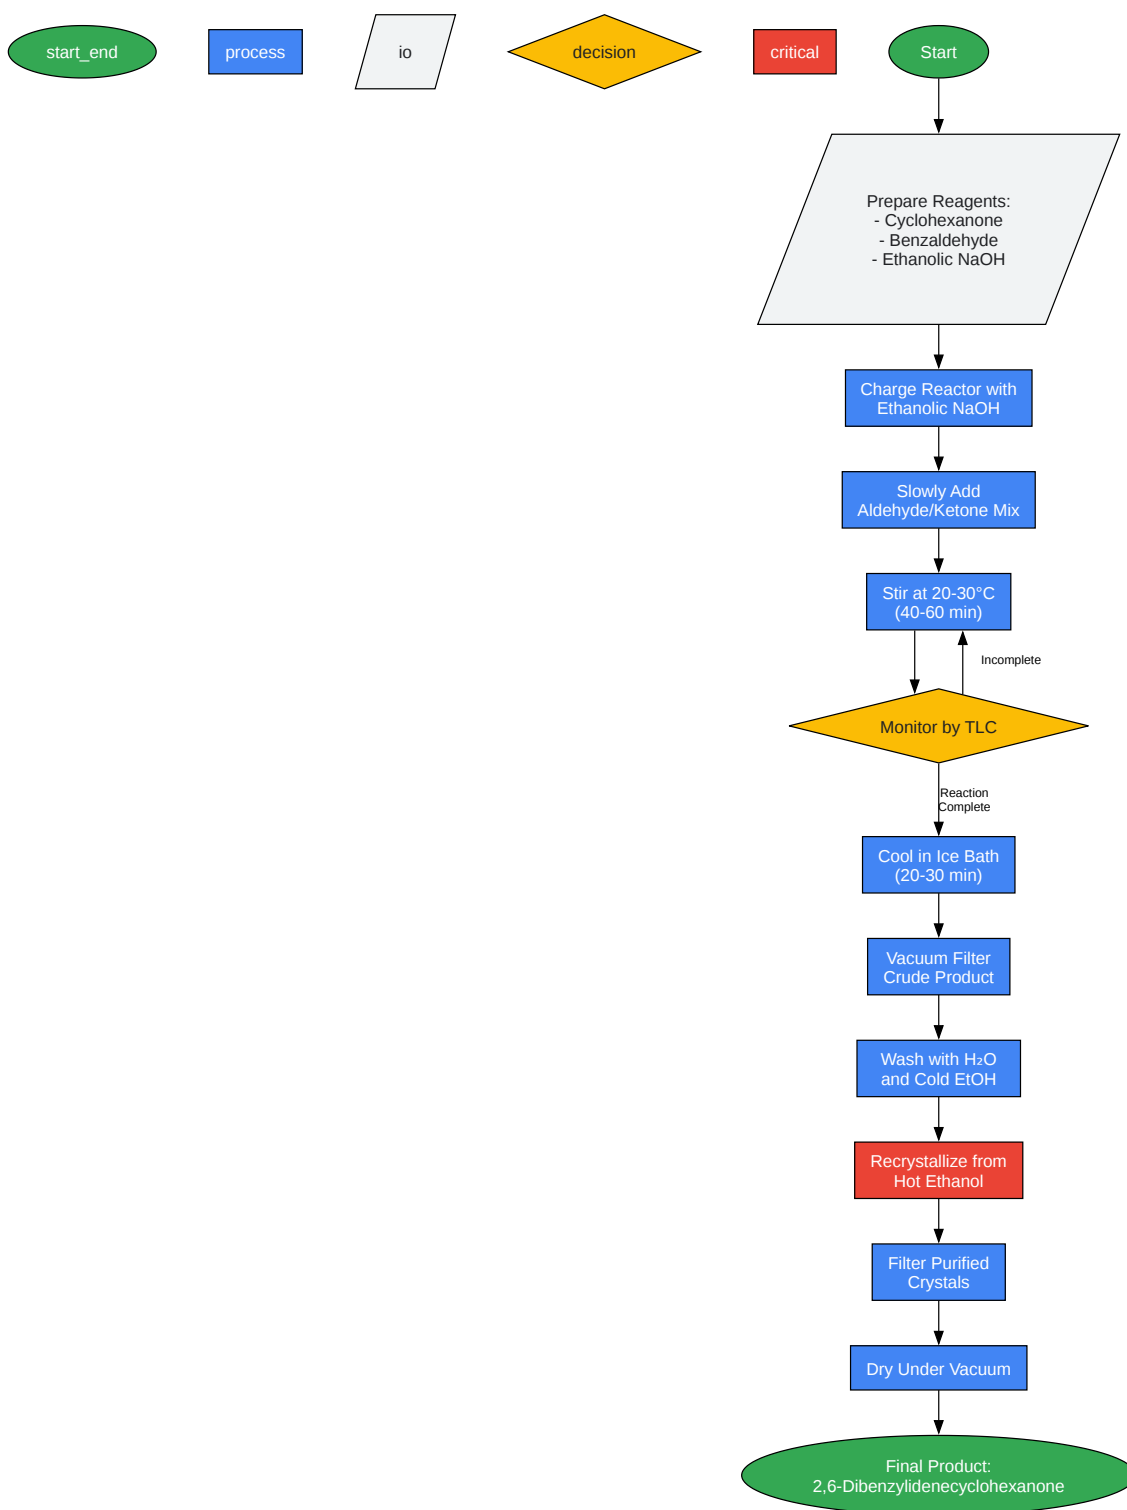 start_end
process
io
decision
critical
Start
Prepare Reagents:
- Cyclohexanone
- Benzaldehyde
- Ethanolic NaOH
Charge Reactor with
Ethanolic NaOH
Slowly Add
Aldehyde/Ketone Mix
Stir at 20-30°C
(40-60 min)
Incomplete
Monitor by TLC
Reaction
Complete
Cool in Ice Bath
(20-30 min)
Vacuum Filter
Crude Product
Wash with H₂O
and Cold EtOH
Recrystallize from
Hot Ethanol
Filter Purified
Crystals
Dry Under Vacuum
Final Product:
2,6-Dibenzylidenecyclohexanone